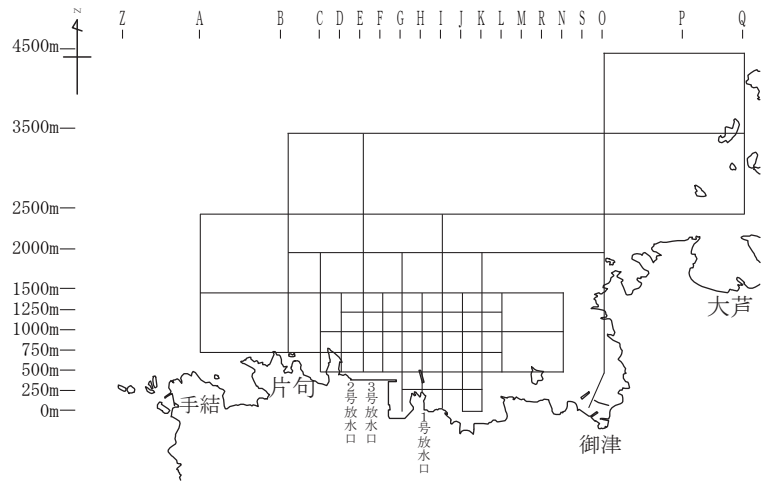 Z A B C D E F G H I J K L M R N S O P Q
Z
4500m
3500m
2500m
2000m
1500m
1250m
1000m
750m
500m
250m
0m
大芦
片句
手結
2号放水口
3号放水口
1号放水口
御津